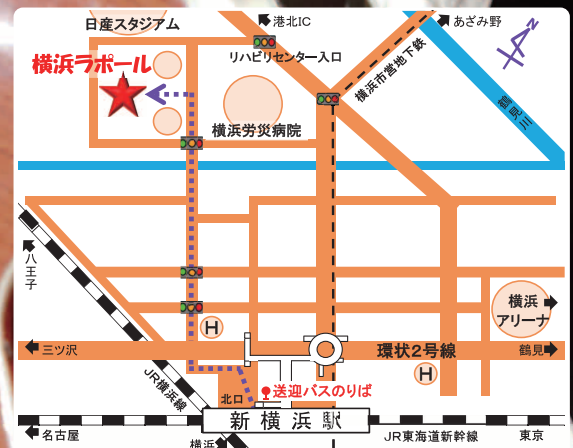 日産スタジアム
港北IC
あざみ野
N
リハビリセンター入口
横浜ラポール
横浜市営地下鉄
鶴見川
横浜労災病院
八王子
横浜
アリーナ
H
三ツ沢
環状2号線
鶴見
H
JR横浜線
北口
送迎バスのりば
新横浜駅
名古屋
横浜
JR東海道新幹線
東京